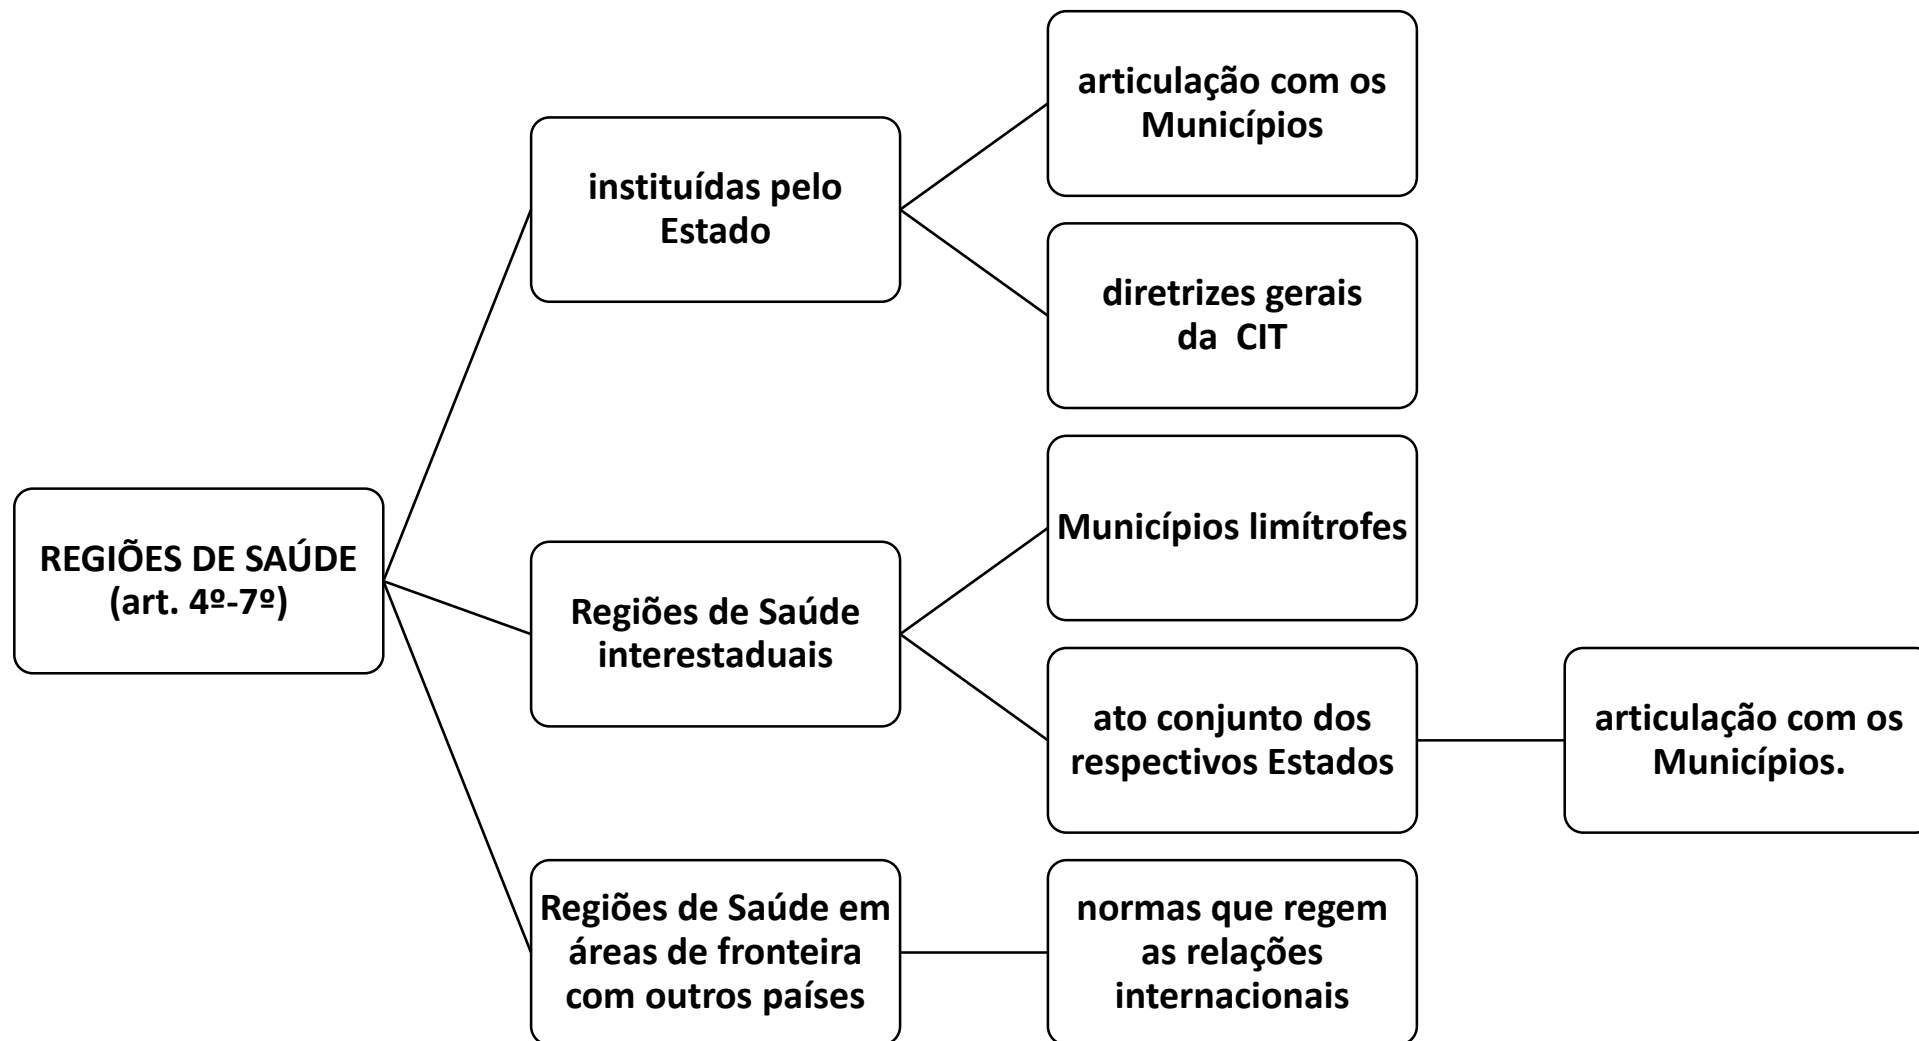 REGIÕES DE SAÚDE
(art. 4º-7º)
instituídas pelo
Estado
articulação com os
Municípios
diretrizes gerais
da  CIT
Regiões de Saúde
interestaduais
Municípios limítrofes
ato conjunto dos
respectivos Estados
articulação com os
Municípios.
Regiões de Saúde em
áreas de fronteira
com outros países
normas que regem
as relações
internacionais